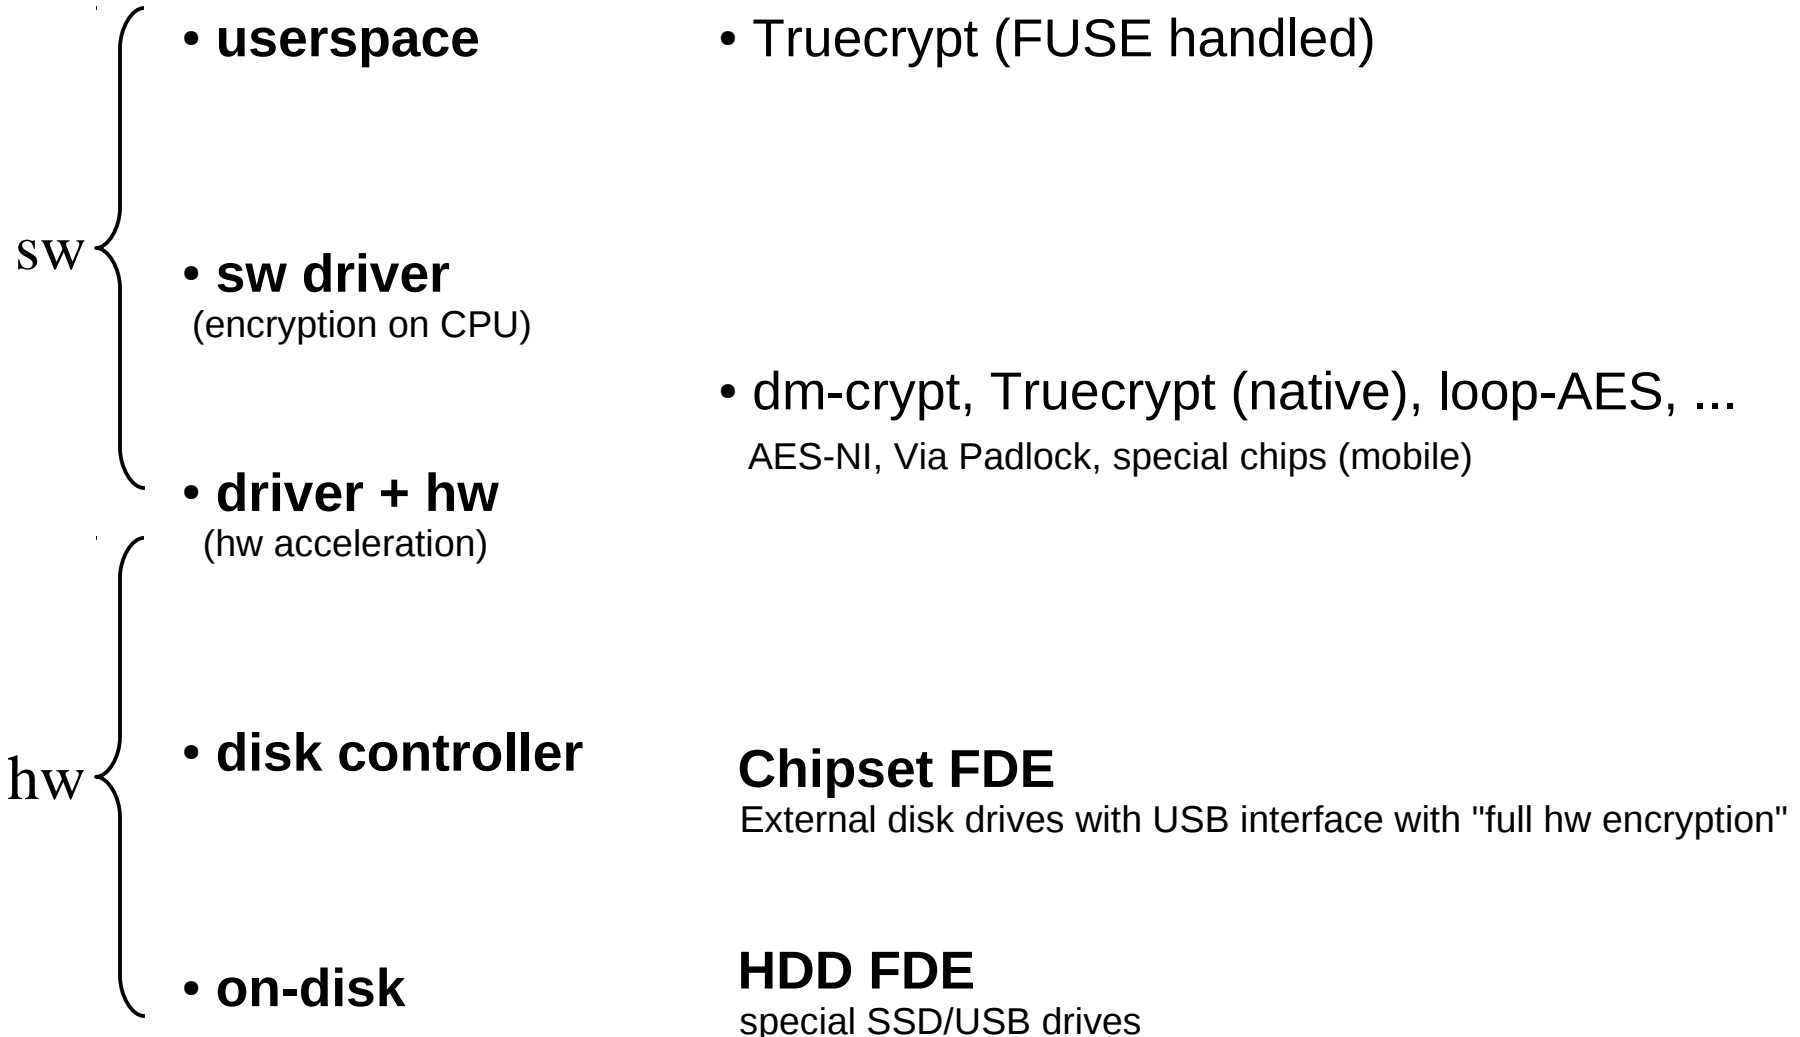 • userspace
• Truecrypt (FUSE handled)
sw
• sw driver
(encryption on CPU)
• dm-crypt, Truecrypt (native), loop-AES, ...
AES-NI, Via Padlock, special chips (mobile)
• driver + hw
(hw acceleration)
hw
• disk controller
Chipset FDE
External disk drives with USB interface with "full hw encryption"
• on-disk
HDD FDE
special SSD/USB drives